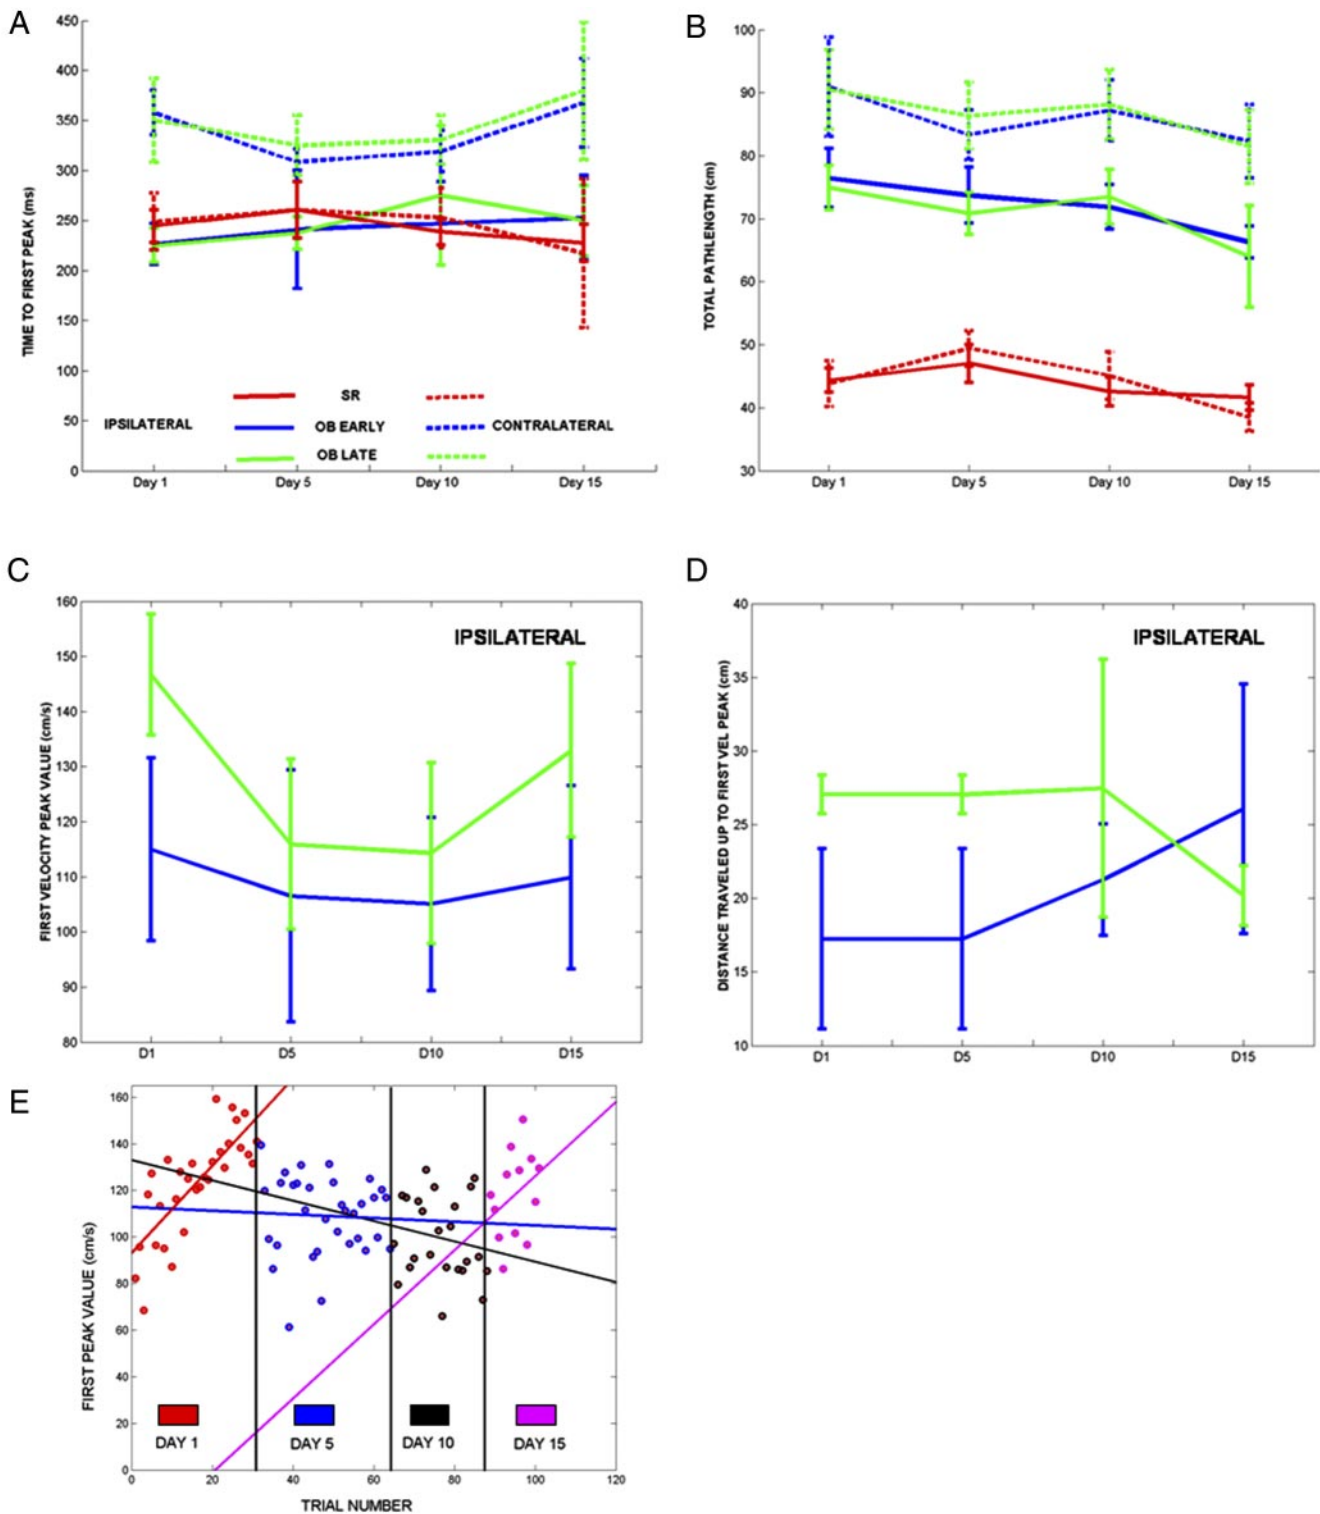 A
450
400
350
300
250
200
150
100
50
0
TIME TO FIRST PEAK (ms)
SR
IPSILATERAL OB EARLY CONTRALATERAL
OB LATE
Day 1 Day 5 Day 10 Day 15
B
100
90
80
70
60
50
40
30
TOTAL PATHLENGTH (cm)
Day 1 Day 5 Day 10 Day 15
C
160
150
140
130
120
110
100
90
80
FIRST VELOCITY PEAK VALUE (cm/s)
IPSILATERAL
D1 D5 D10 D15
D
40
35
30
25
20
15
10
DISTANCE TRAVELED UP TO FIRST VEL PEAK (cm)
IPSILATERAL
D1 D5 D10 D15
E
160
140
120
100
80
60
40
20
0
FIRST PEAK VALUE (cm/s)
DAY 1 DAY 5 DAY 10 DAY 15
0 20 40 60 80 100 120
TRIAL NUMBER